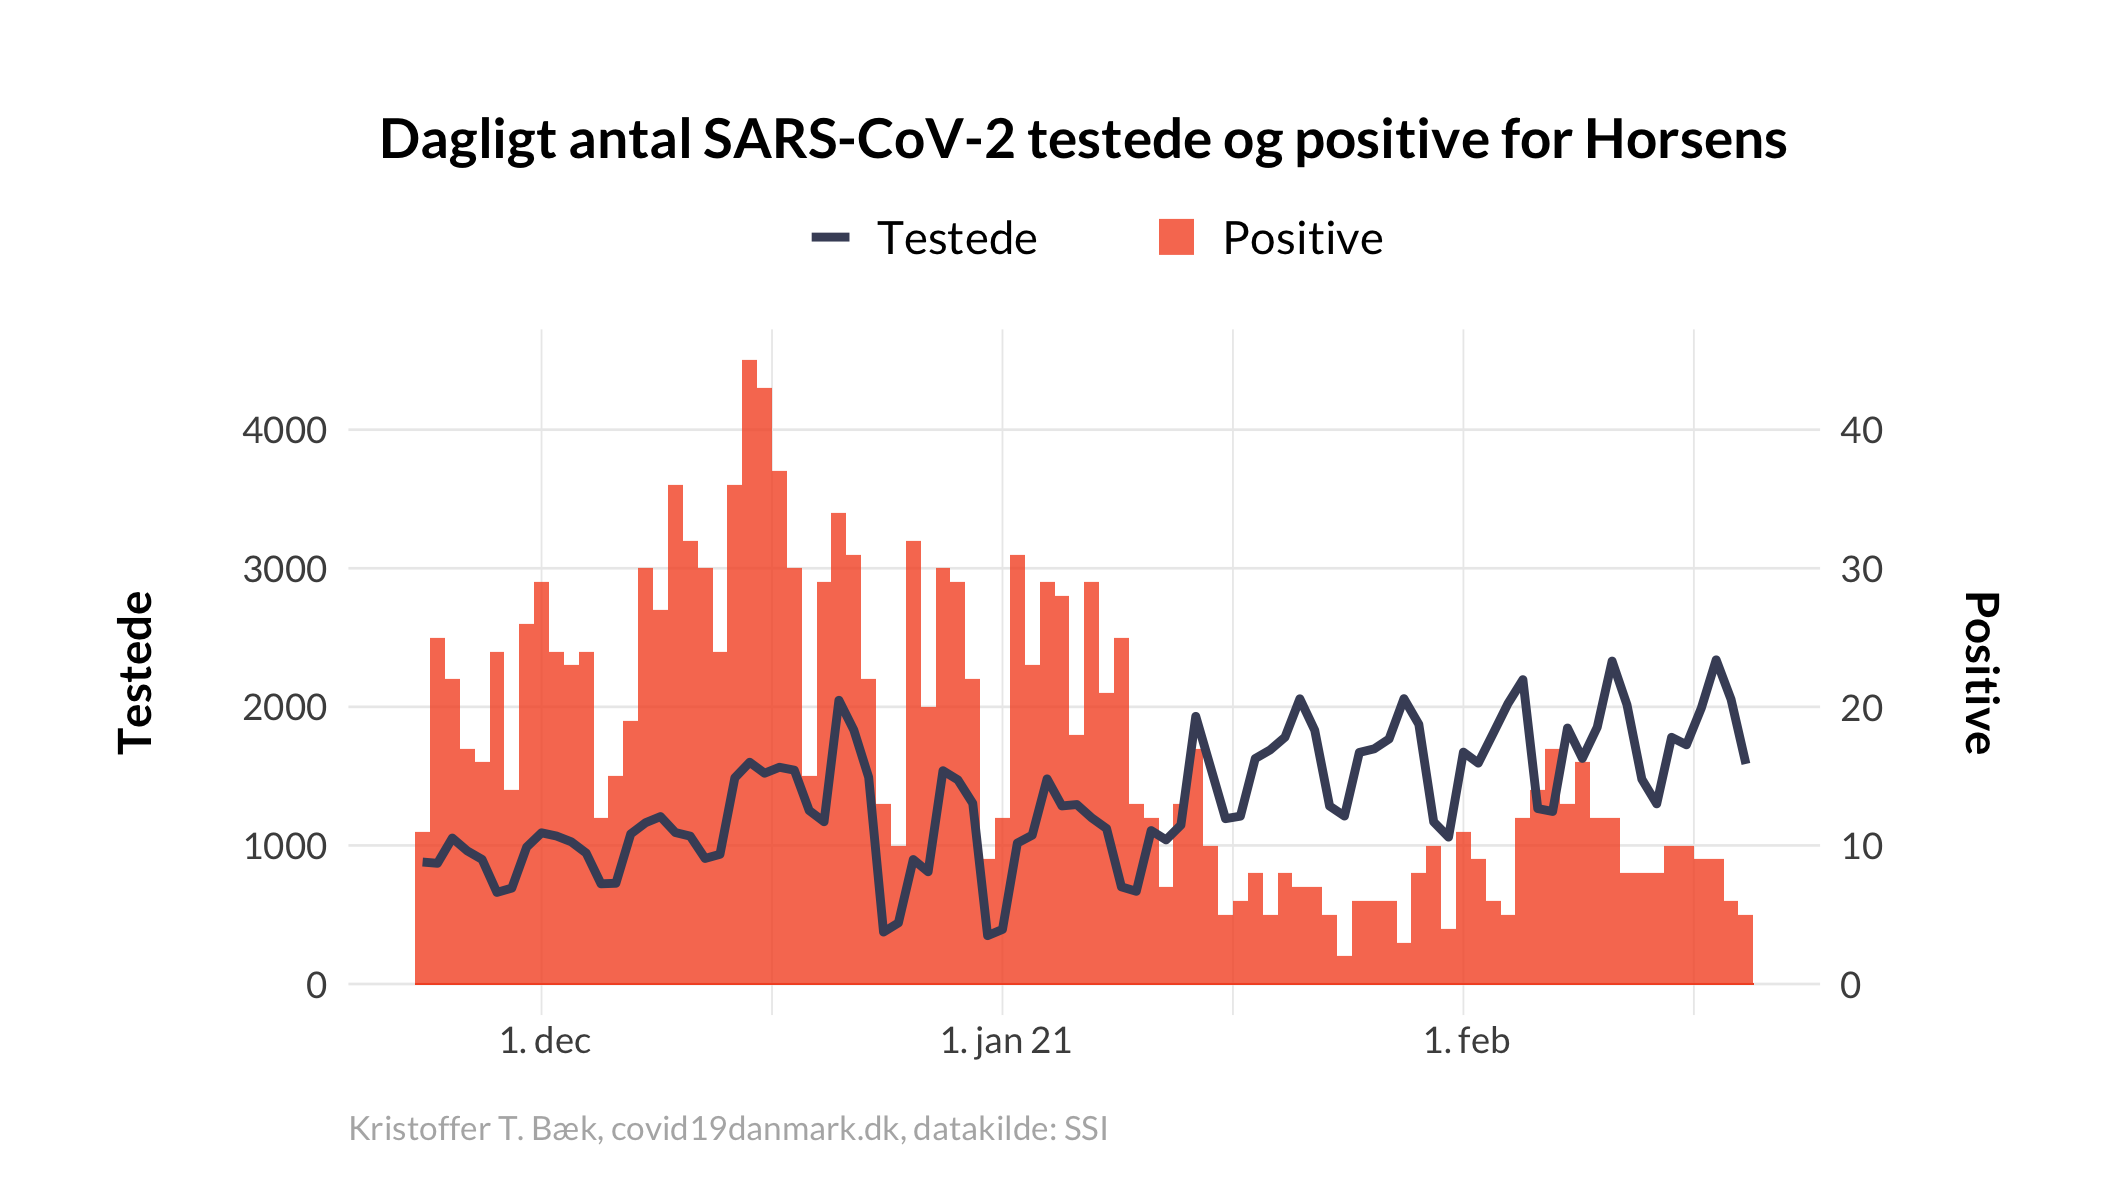 Dagligt antal SARS-CoV-2 testede og positive for Horsens
Testede
Positive
4000
3000
2000
1000
0
Testede
40
30
20
10
0
Positive
1. dec
1. jan 21
1. feb
Kristoffer T. Bæk, covid19danmark.dk, datakilde: SSI